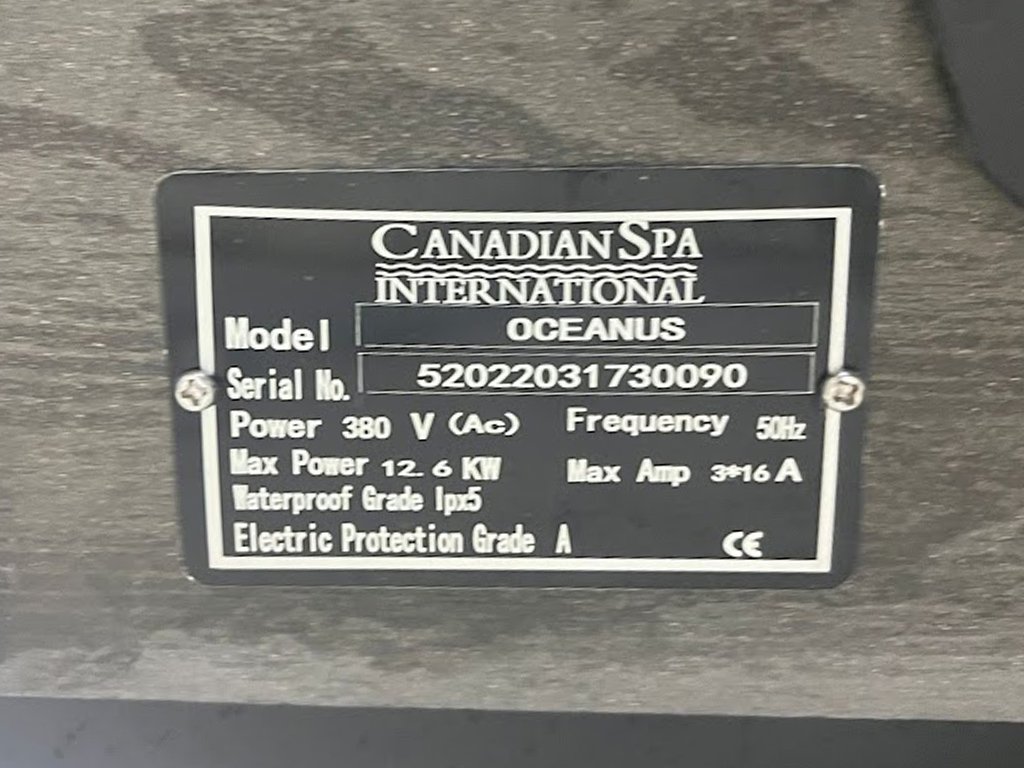 CANADIAN SPA
INTERNATIONAL
Model OCEANUS
Serial No. 52022031730090
Power 380 V (Ac) Frequency 50Hz
Max Power 12.6 KW Max Amp 3*16 A
Waterproof Grade Ipx5
Electric Protection Grade A CE